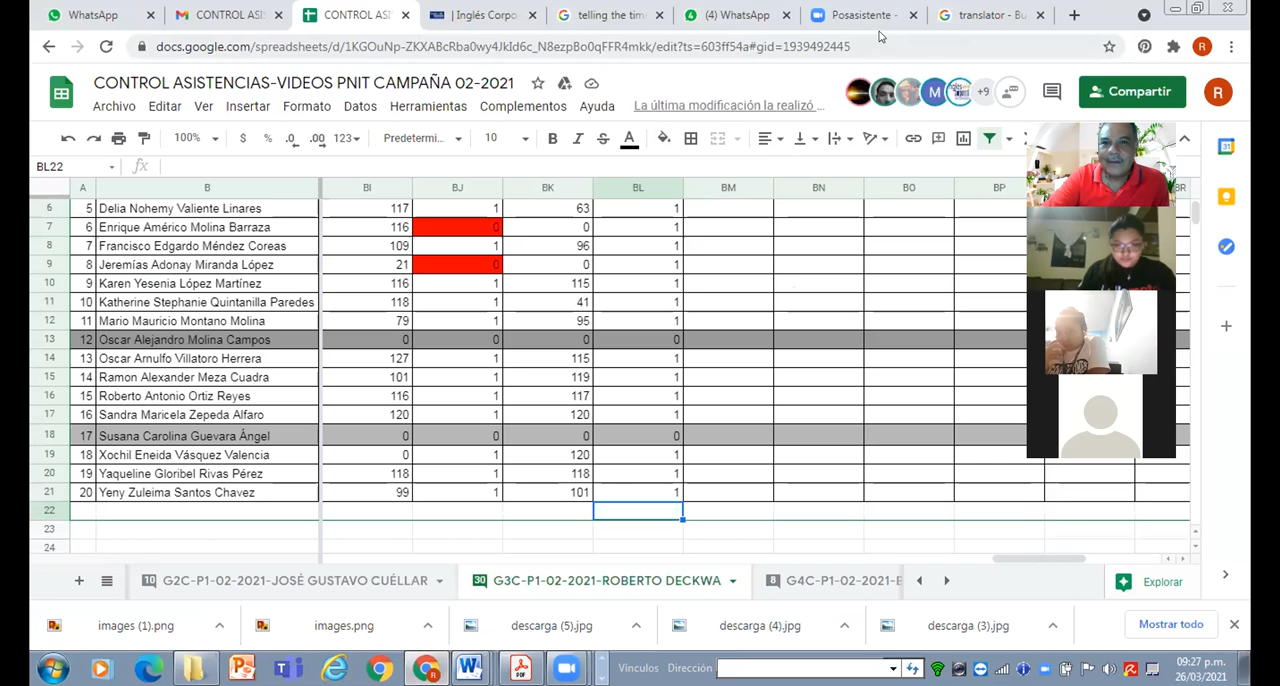 WhatsApp × CONTROL ASI × CONTROL ASI × | Inglés Corpo × telling the tim × (4) WhatsApp × Posasistente - × translator - Bu × +
docs.google.com/spreadsheets/d/1KGOuNp-ZKXABcRba0wy4JkId6c_N8ezpBo0qFFR4mkk/edit?ts=603ff54a#gid=1939492445 R
CONTROL ASISTENCIAS-VIDEOS PNIT CAMPAÑA 02-2021
M +9 Compartir R
Archivo Editar Ver Insertar Formato Datos Herramientas Complementos Ayuda La última modificación la realizó ...
100% $ % .0 .00 123 Predetermi... 10 B I S A
BL22 fx
A B BI BJ BK BL BM BN BO BP BR
6 5 Delia Nohemy Valiente Linares 117 1 63 1
7 6 Enrique Américo Molina Barraza 116 0 0 1
8 7 Francisco Edgardo Méndez Coreas 109 1 96 1
9 8 Jeremías Adonay Miranda López 21 0 0 1
10 9 Karen Yesenia López Martínez 116 1 115 1
11 10 Katherine Stephanie Quintanilla Paredes 118 1 41 1
12 11 Mario Mauricio Montano Molina 79 1 95 1
13 12 Oscar Alejandro Molina Campos 0 0 0 0
14 13 Oscar Arnulfo Villatoro Herrera 127 1 115 1
15 14 Ramon Alexander Meza Cuadra 101 1 119 1
16 15 Roberto Antonio Ortiz Reyes 116 1 117 1
17 16 Sandra Maricela Zepeda Alfaro 120 1 120 1
18 17 Susana Carolina Guevara Ángel 0 0 0 0
19 18 Xochil Eneida Vásquez Valencia 0 1 120 1
20 19 Yaqueline Gloribel Rivas Pérez 118 1 118 1
21 20 Yeny Zuleima Santos Chavez 99 1 101 1
22
23
24
+ 10 G2C-P1-02-2021-JOSÉ GUSTAVO CUÉLLAR 30 G3C-P1-02-2021-ROBERTO DECKWA 8 G4C-P1-02-2021-E Explorar
images (1).png images.png descarga (5).jpg descarga (4).jpg descarga (3).jpg Mostrar todo
Vínculos Dirección 09:27 p.m.
26/03/2021